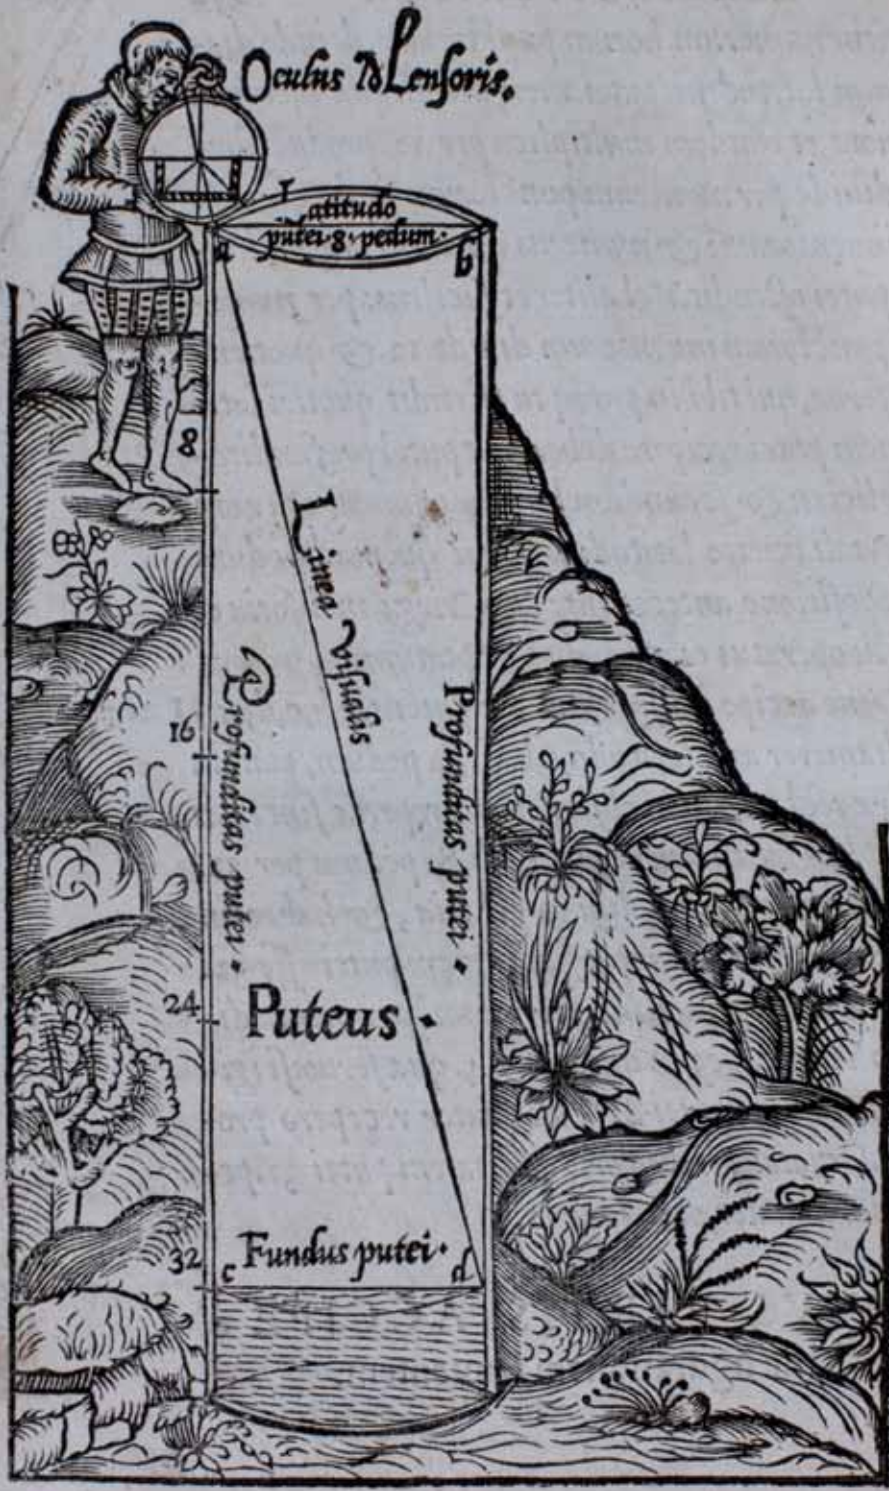 Oculus Mensoris.
Latitudo
putei·8·pedum·
a b
8
Linea visualis
16
Profunditas putei·
Profunditas putei·
24
Puteus·
32
Fundus putei·
c d